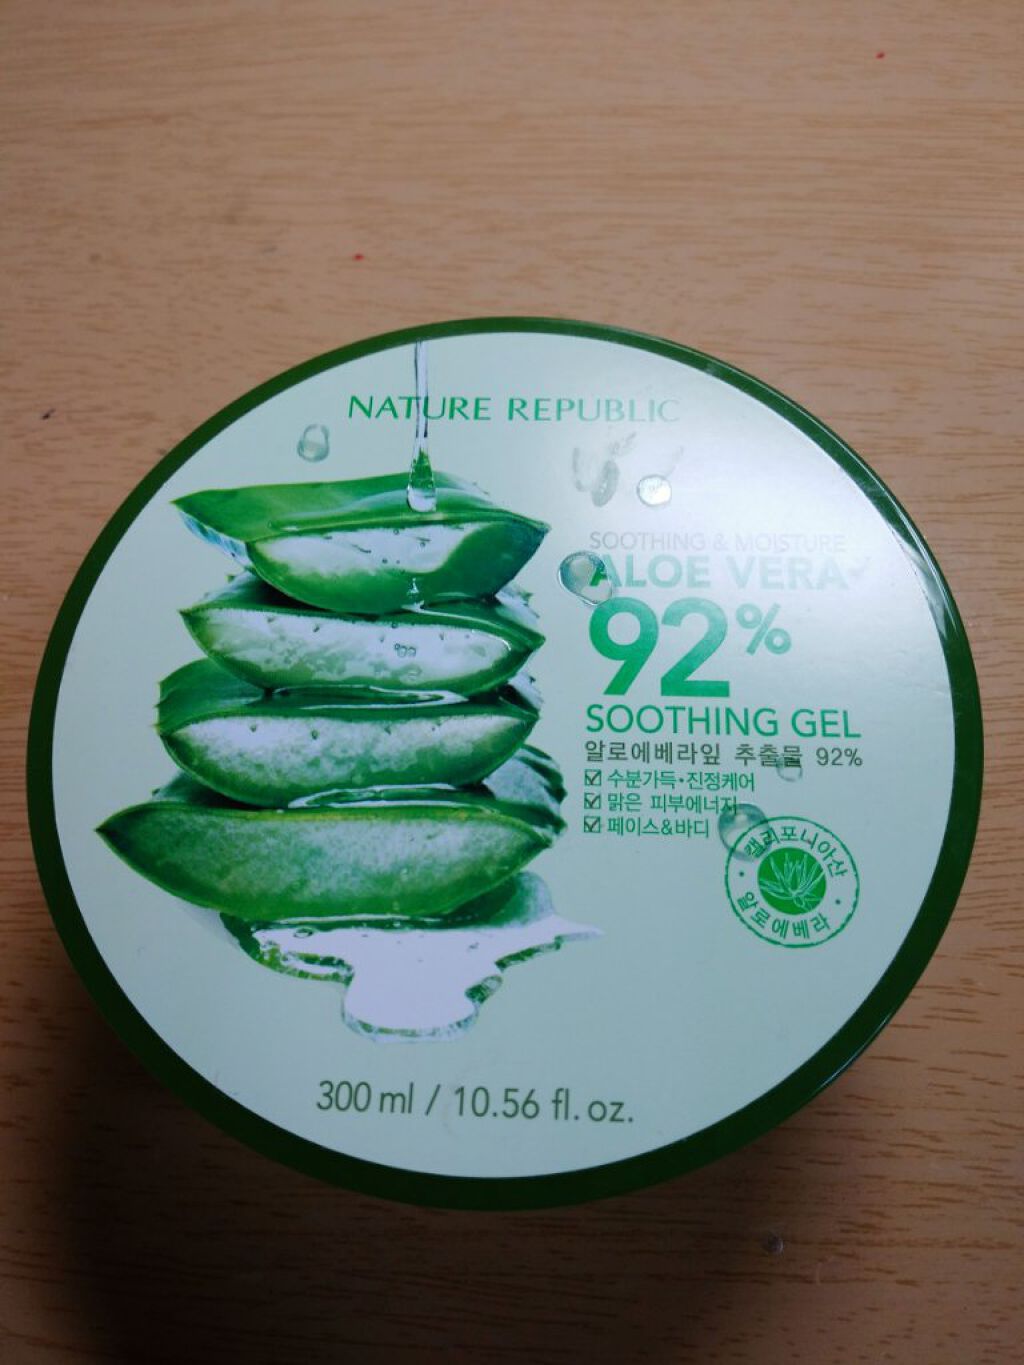 NATURE REPUBLIC
SOOTHING & MOISTURE
ALOE VERA
92%
SOOTHING GEL
알로에베라잎 추출물 92%
☑ 수분가득·진정케어
☑ 맑은 피부에너지
☑ 페이스&바디
캘리포니아산
알로에베라
300 ml / 10.56 fl. oz.